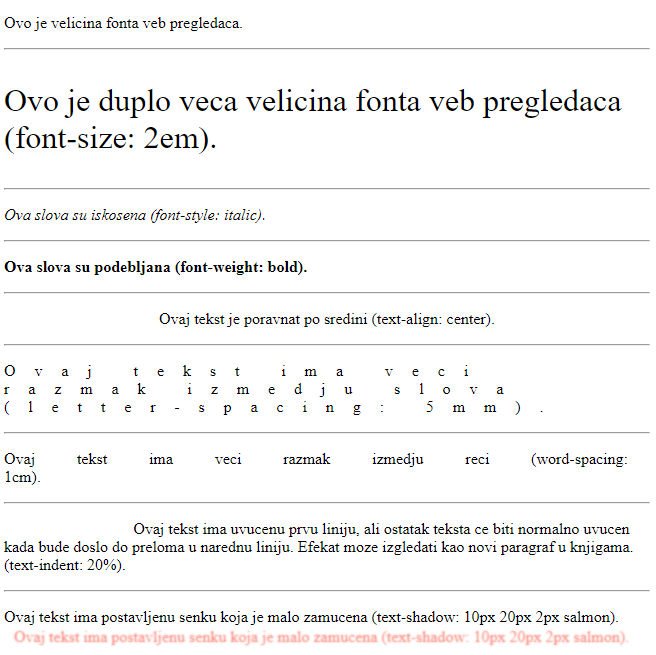 Ovo je velicina fonta veb pregledaca.
Ovo je duplo veca velicina fonta veb pregledaca
(font-size: 2em).
Ova slova su iskosena (font-style: italic).
Ova slova su podebljana (font-weight: bold).
Ovaj tekst je poravnat po sredini (text-align: center).
Ovaj tekst ima veci
razmak izmedju slova
(letter-spacing: 5mm).
Ovaj tekst ima veci razmak izmedju reci (word-spacing:
1cm).
Ovaj tekst ima uvucenu prvu liniju, ali ostatak teksta ce biti normalno uvucen
kada bude doslo do preloma u narednu liniju. Efekat moze izgledati kao novi paragraf u knjigama.
(text-indent: 20%).
Ovaj tekst ima postavljenu senku koja je malo zamucena (text-shadow: 10px 20px 2px salmon).
Ovaj tekst ima postavljenu senku koja je malo zamucena (text-shadow: 10px 20px 2px salmon).